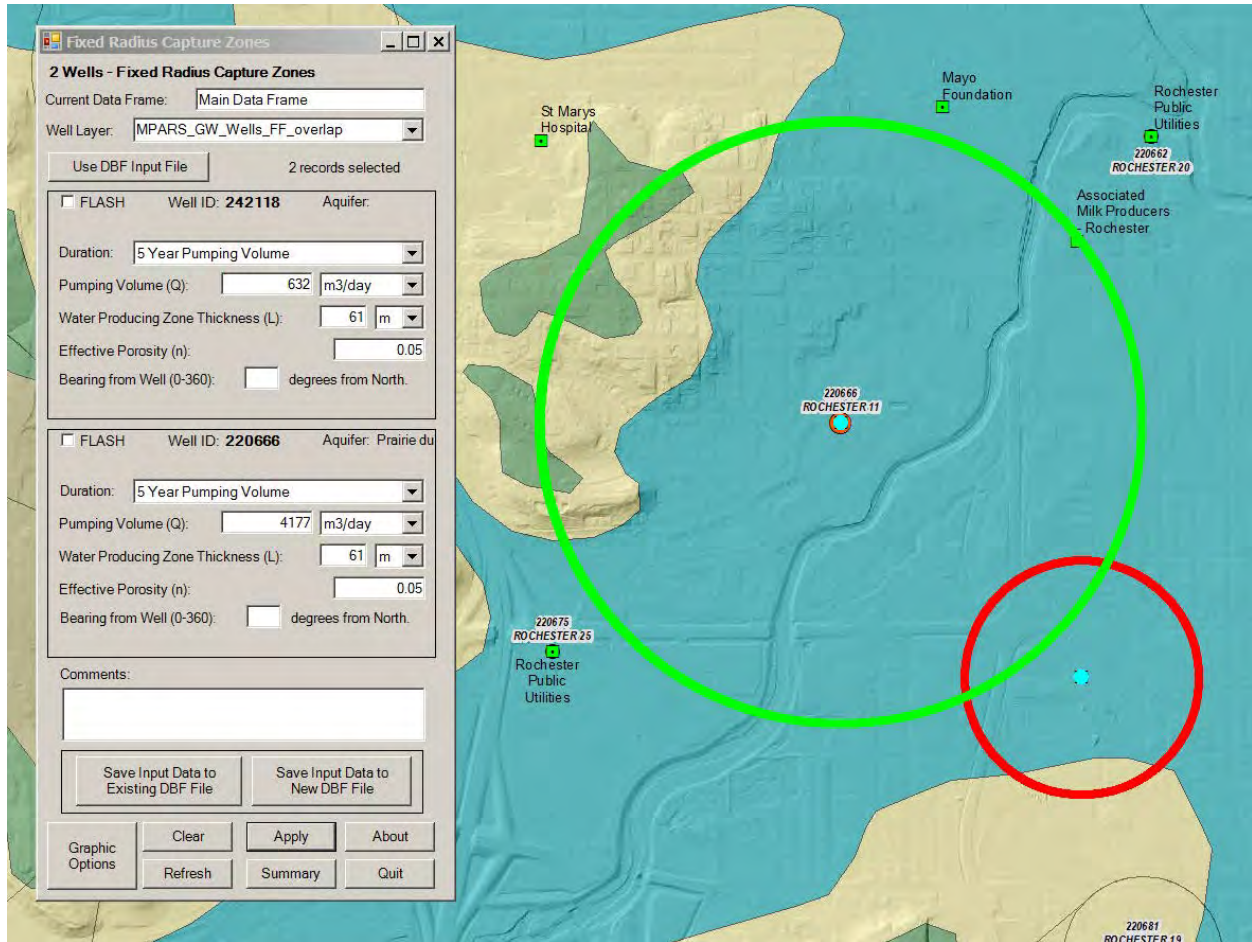 Fixed Radius Capture Zones
2 Wells - Fixed Radius Capture Zones
Current Data Frame: Main Data Frame
Well Layer: MPARS_GW_Wells_FF_overlap
Use DBF Input File 2 records selected
FLASH Well ID: 242118 Aquifer:
Duration: 5 Year Pumping Volume
Pumping Volume (Q): 632 m3/day
Water Producing Zone Thickness (L): 61 m
Effective Porosity (n): 0.05
Bearing from Well (0-360): degrees from North.
FLASH Well ID: 220666 Aquifer: Prairie du
Duration: 5 Year Pumping Volume
Pumping Volume (Q): 4177 m3/day
Water Producing Zone Thickness (L): 61 m
Effective Porosity (n): 0.05
Bearing from Well (0-360): degrees from North.
Comments:
Save Input Data to
Existing DBF File
Save Input Data to
New DBF File
Graphic
Options
Clear Apply About
Refresh Summary Quit
St Marys
Hospital
Mayo
Foundation
Rochester
Public
Utilities
220662
ROCHESTER 20
Associated
Milk Producers
- Rochester
220666
ROCHESTER 11
220675
ROCHESTER 25
Rochester
Public
Utilities
220681
ROCHESTER 19